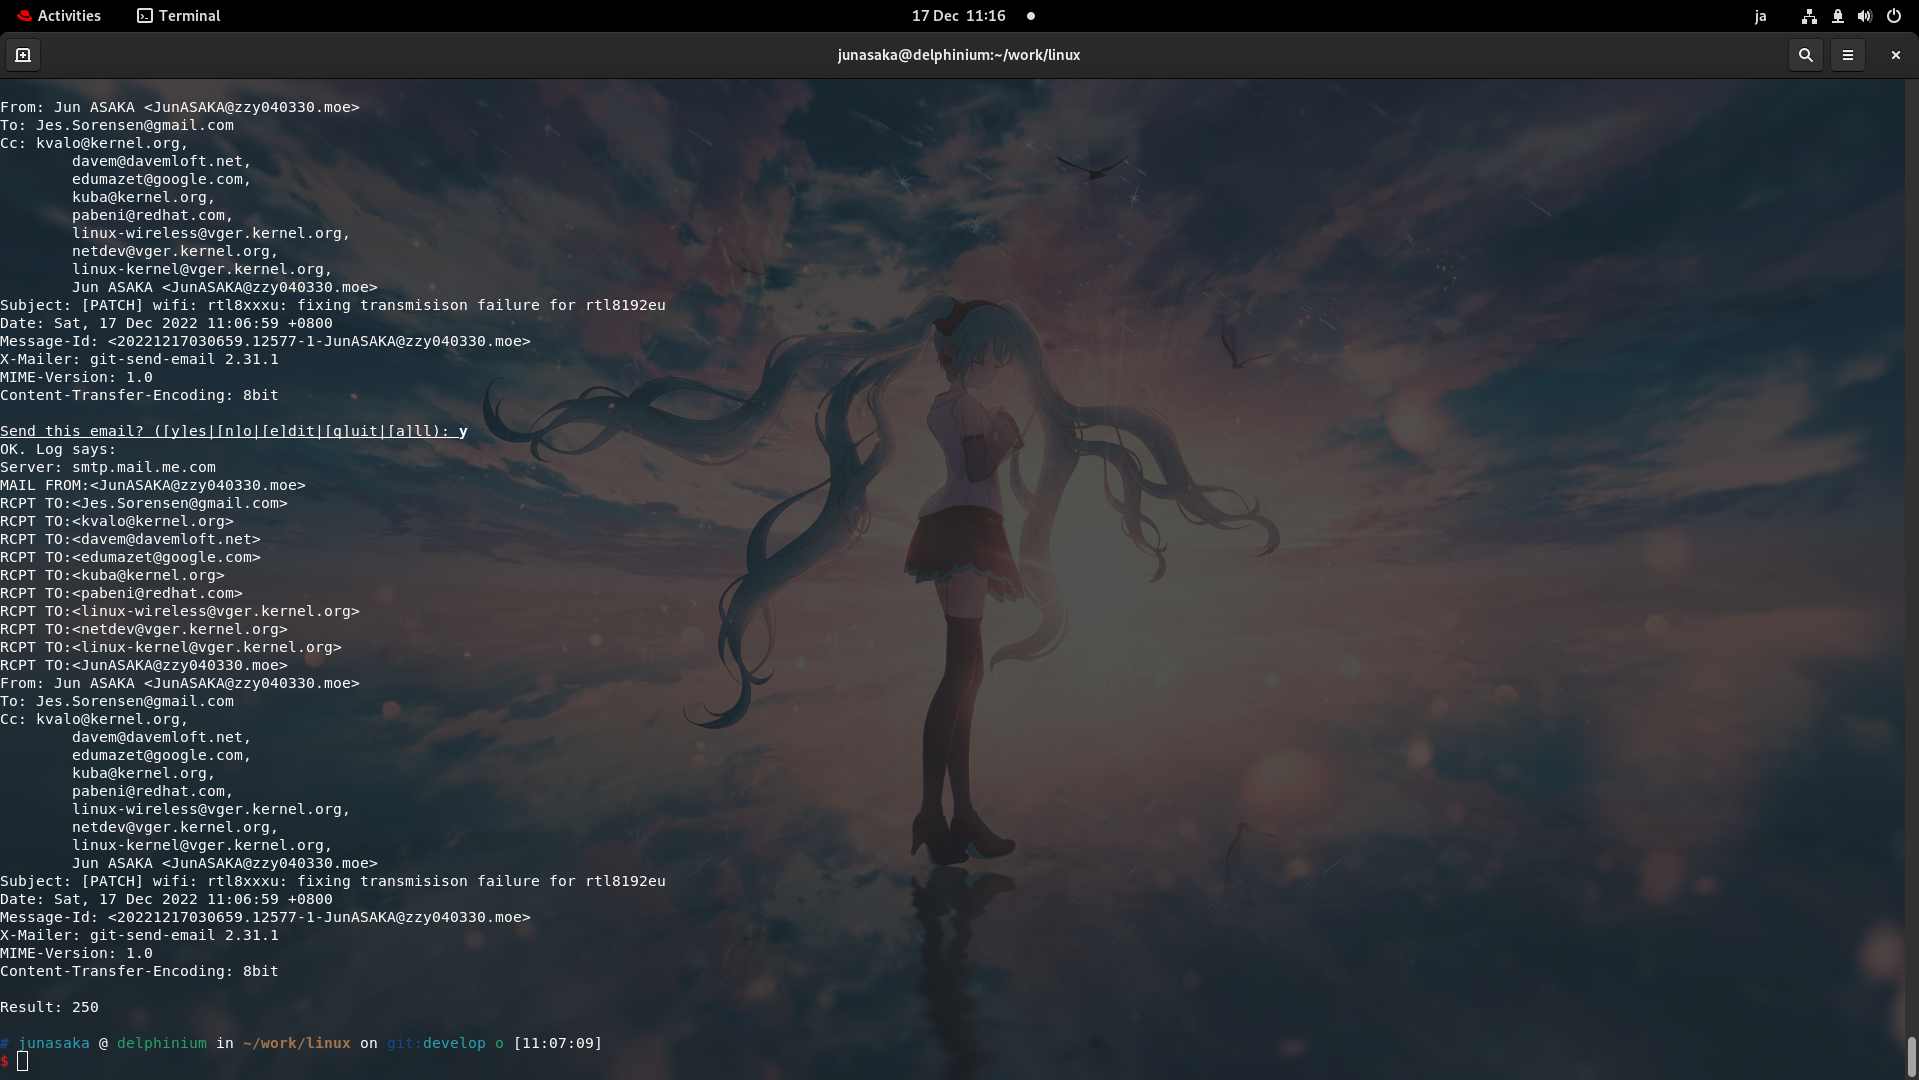 Activities
Terminal
17 Dec 11:16
ja
junasaka@delphinium:~/work/linux
From: Jun ASAKA <JunASAKA@zzy040330.moe>
To: Jes.Sorensen@gmail.com
Cc: kvalo@kernel.org,
        davem@davemloft.net,
        edumazet@google.com,
        kuba@kernel.org,
        pabeni@redhat.com,
        linux-wireless@vger.kernel.org,
        netdev@vger.kernel.org,
        linux-kernel@vger.kernel.org,
        Jun ASAKA <JunASAKA@zzy040330.moe>
Subject: [PATCH] wifi: rtl8xxxu: fixing transmisison failure for rtl8192eu
Date: Sat, 17 Dec 2022 11:06:59 +0800
Message-Id: <20221217030659.12577-1-JunASAKA@zzy040330.moe>
X-Mailer: git-send-email 2.31.1
MIME-Version: 1.0
Content-Transfer-Encoding: 8bit
Send this email? ([y]es|[n]o|[e]dit|[q]uit|[a]ll): y
OK. Log says:
Server: smtp.mail.me.com
MAIL FROM:<JunASAKA@zzy040330.moe>
RCPT TO:<Jes.Sorensen@gmail.com>
RCPT TO:<kvalo@kernel.org>
RCPT TO:<davem@davemloft.net>
RCPT TO:<edumazet@google.com>
RCPT TO:<kuba@kernel.org>
RCPT TO:<pabeni@redhat.com>
RCPT TO:<linux-wireless@vger.kernel.org>
RCPT TO:<netdev@vger.kernel.org>
RCPT TO:<linux-kernel@vger.kernel.org>
RCPT TO:<JunASAKA@zzy040330.moe>
From: Jun ASAKA <JunASAKA@zzy040330.moe>
To: Jes.Sorensen@gmail.com
Cc: kvalo@kernel.org,
        davem@davemloft.net,
        edumazet@google.com,
        kuba@kernel.org,
        pabeni@redhat.com,
        linux-wireless@vger.kernel.org,
        netdev@vger.kernel.org,
        linux-kernel@vger.kernel.org,
        Jun ASAKA <JunASAKA@zzy040330.moe>
Subject: [PATCH] wifi: rtl8xxxu: fixing transmisison failure for rtl8192eu
Date: Sat, 17 Dec 2022 11:06:59 +0800
Message-Id: <20221217030659.12577-1-JunASAKA@zzy040330.moe>
X-Mailer: git-send-email 2.31.1
MIME-Version: 1.0
Content-Transfer-Encoding: 8bit
Result: 250
# junasaka @ delphinium in ~/work/linux on git:develop o [11:07:09]
$